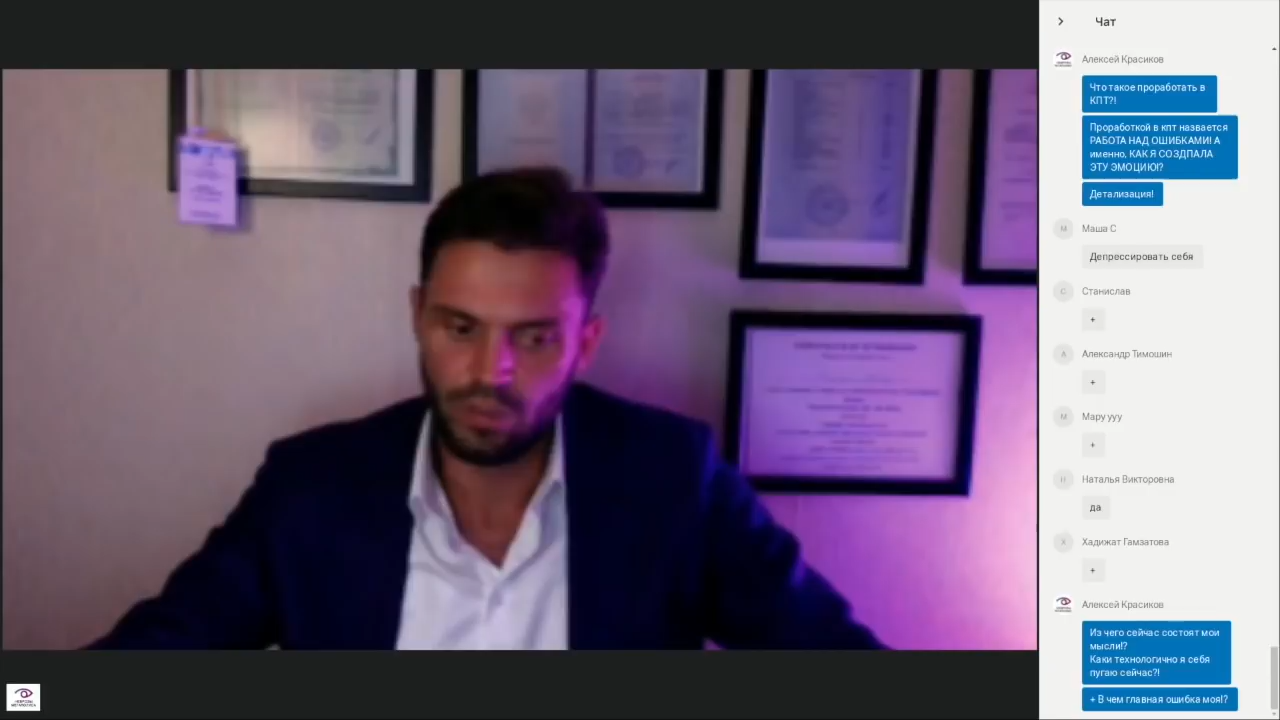 Чат
Алексей Красиков
Что такое проработать в
КПТ?!
Проработкой в кпт назвается
РАБОТА НАД ОШИБКАМИ! А
именно, КАК Я СОЗДПАЛА
ЭТУ ЭМОЦИЮ!?
Детализация!
М
Маша С
Депрессировать себя
С
Станислав
+
А
Александр Тимошин
+
М
Мару ууу
+
Н
Наталья Викторовна
да
Х
Хадижат Гамзатова
+
Алексей Красиков
Из чего сейчас состоят мои
мысли!?
Каки технологично я себя
пугаю сейчас?!
+ В чем главная ошибка моя!?